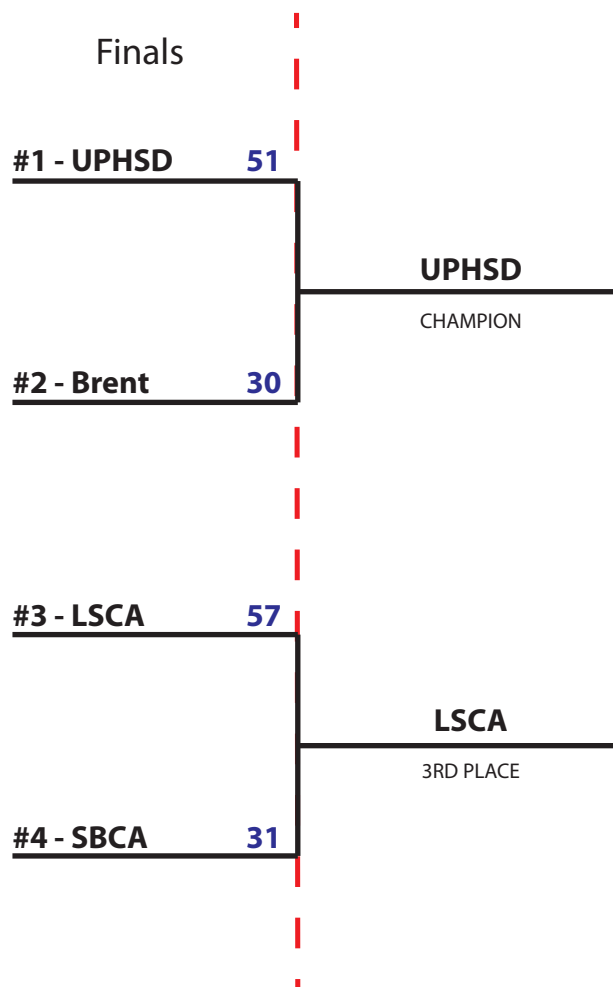 Finals
#1 - UPHSD 51
UPHSD
CHAMPION
#2 - Brent 30
#3 - LSCA 57
LSCA
3RD PLACE
#4 - SBCA 31